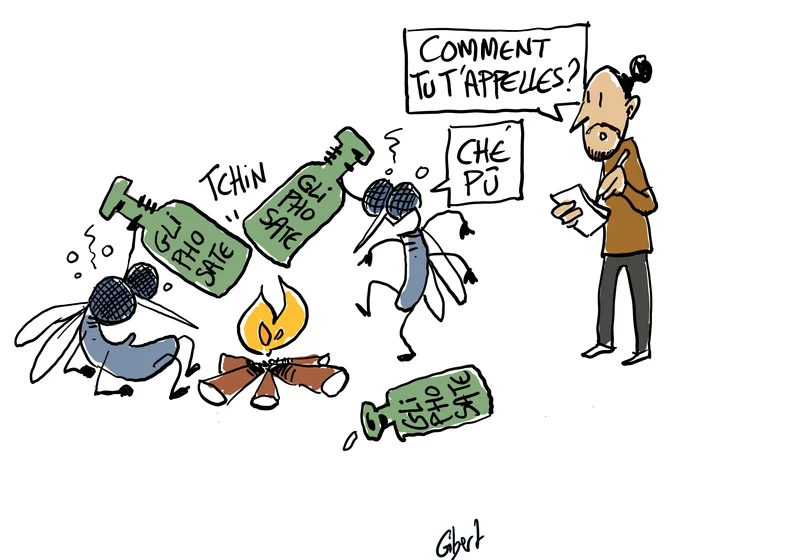 COMMENT
TU T'APPELLES?
CHÉ
PÛ
TCHIN
GLI
PHO
SATE
GLI
PHO
SATE
GLI
PHO
SATE
Gibert